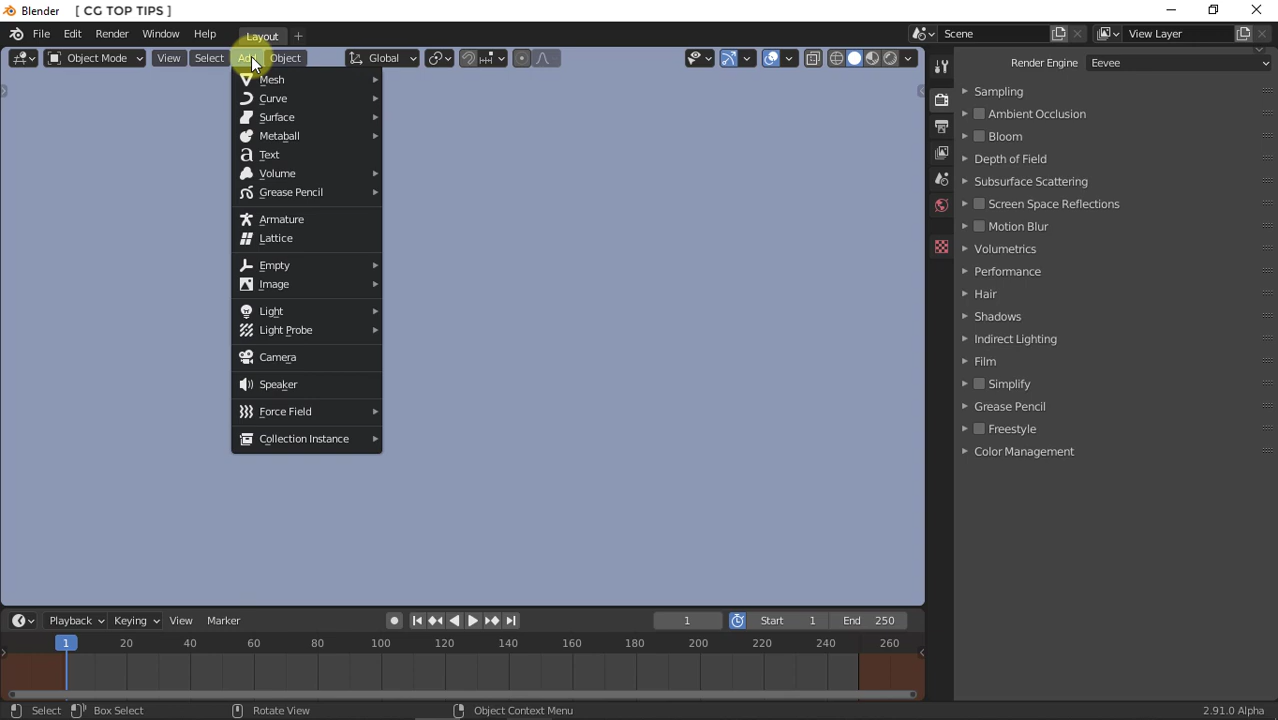 Blender [ CG TOP TIPS ]
File Edit Render Window Help Layout + Scene View Layer
Object Mode View Select Add Object Global
Render Engine Eevee
Mesh
Curve
Surface
Metaball
Text
Volume
Grease Pencil
Armature
Lattice
Empty
Image
Light
Light Probe
Camera
Speaker
Force Field
Collection Instance
Sampling
Ambient Occlusion
Bloom
Depth of Field
Subsurface Scattering
Screen Space Reflections
Motion Blur
Volumetrics
Performance
Hair
Shadows
Indirect Lighting
Film
Simplify
Grease Pencil
Freestyle
Color Management
Playback Keying View Marker 1 Start 1 End 250
1 20 40 60 80 100 120 140 160 180 200 220 240 260
Select Box Select Rotate View Object Context Menu 2.91.0 Alpha